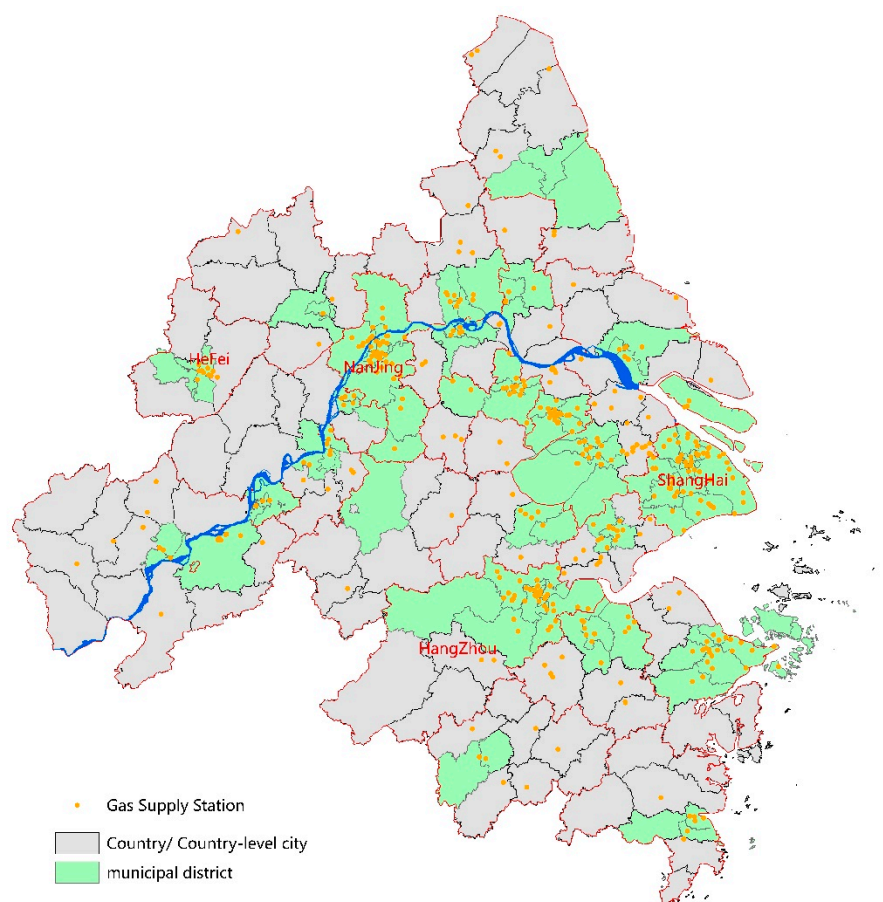 HeFei
NanJing
ShangHai
HangZhou
Gas Supply Station
Country/ Country-level city
municipal district